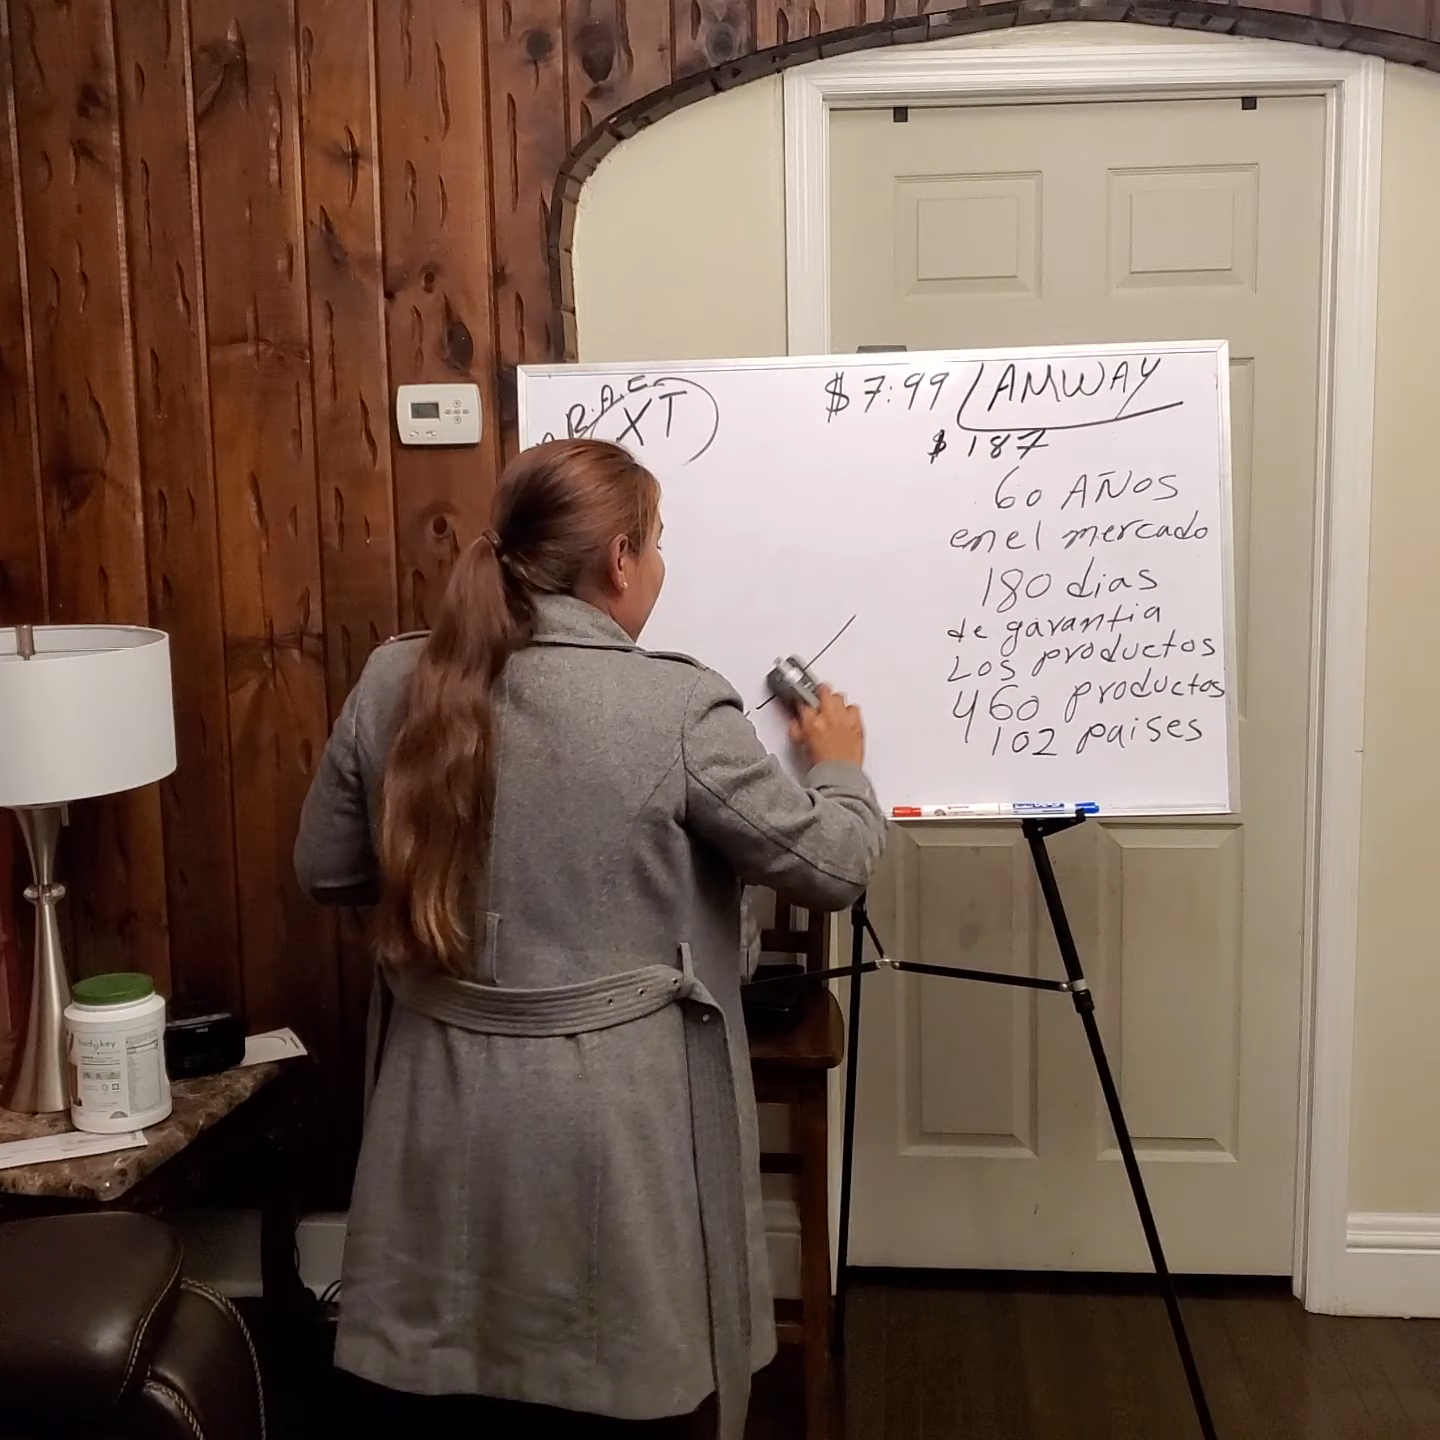 B.A.E.
XT
$ 7:99 AMWAY
$ 187
60 AÑOS
en el mercado
180 dias
de garantia
Los productos
460 productos
102 paises
bodykey